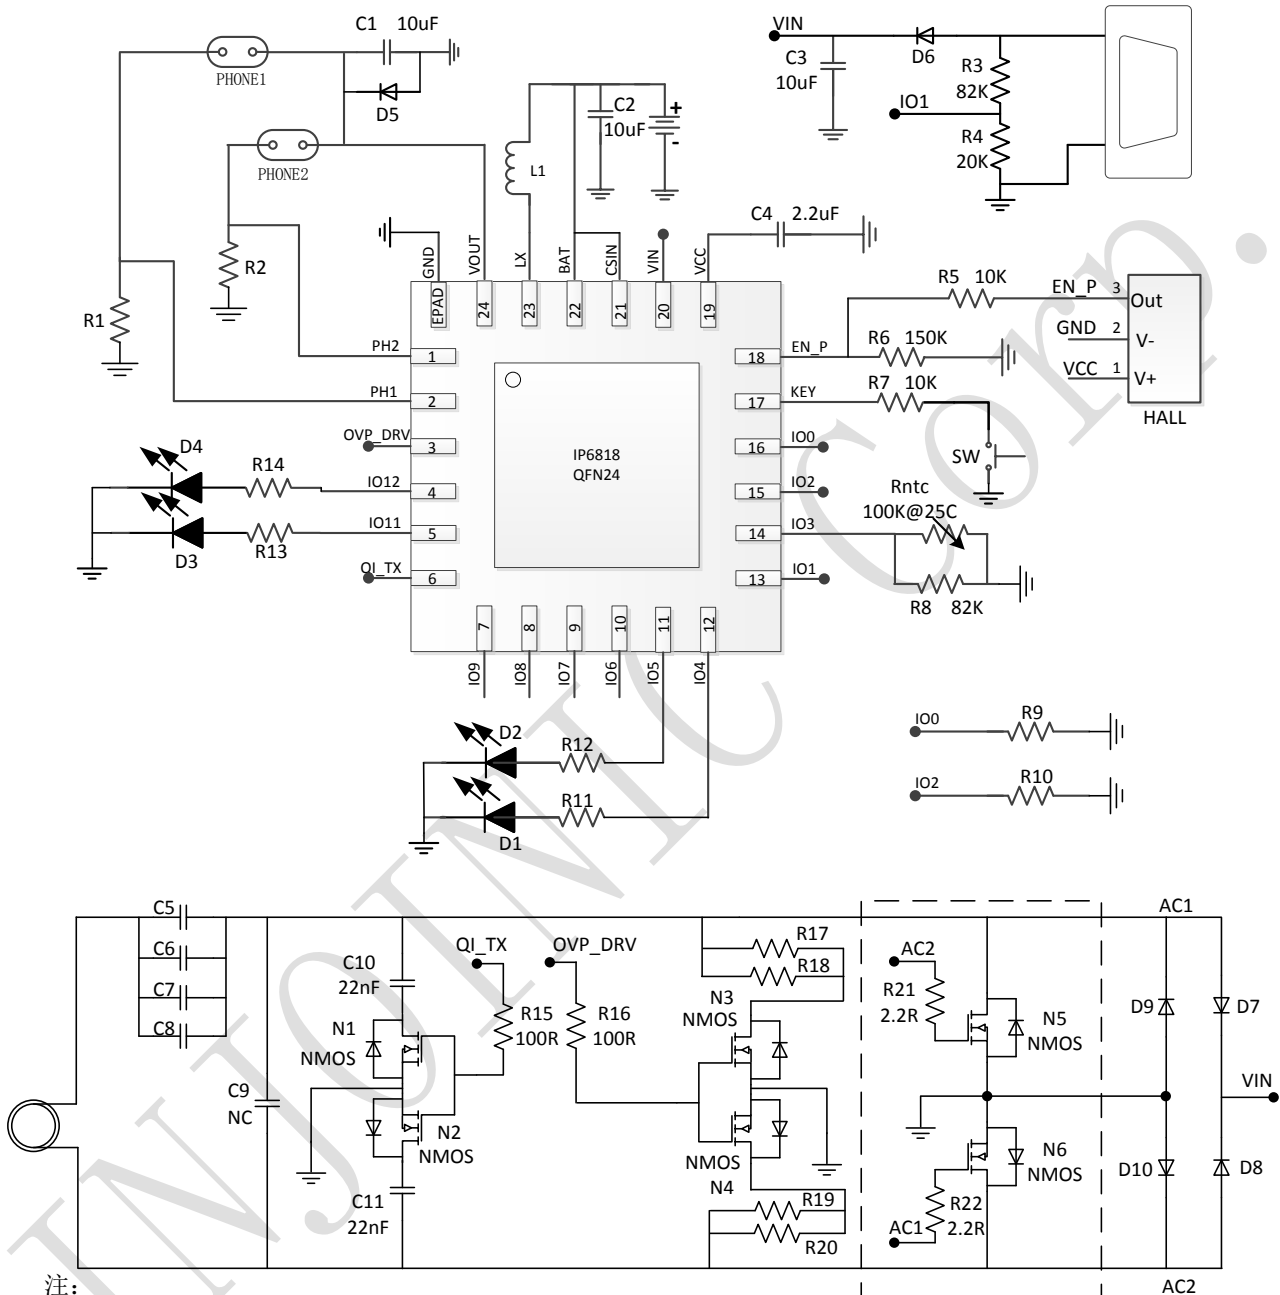 C1 10uF
PHONE1
D5
PHONE2
L1
C2
10uF
+
-
VIN
C3
10uF
D6
IO1
R3
82K
R4
20K
C4 2.2uF
R1
R2
GND
VOUT
LX
BAT
CSIN
VIN
VCC
EPAD
24
23
22
21
20
19
PH2
1
PH1
2
OVP_DRV
3
IO12
4
IO11
5
QI_TX
6
IP6818
QFN24
18
EN_P
17
KEY
16
IO0
15
IO2
14
IO3
13
IO1
7
8
9
10
11
12
IO9
IO8
IO7
IO6
IO5
IO4
R5 10K
R6 150K
R7 10K
SW
EN_P 3 Out
GND 2 V-
VCC 1 V+
HALL
Rntc
100K@25C
R8 82K
D4
R14
D3
R13
D2
R12
R11
D1
IO0
R9
IO2
R10
C5
C6
C7
C8
C9
NC
C10
22nF
N1
NMOS
N2
NMOS
C11
22nF
QI_TX
OVP_DRV
R15
100R
R16
100R
R17
R18
N3
NMOS
NMOS
N4
R19
R20
AC2
R21
2.2R
N5
NMOS
N6
NMOS
R22
2.2R
AC1
AC1
D9
D7
VIN
D10
D8
AC2
注：
INJOINIC Corp.